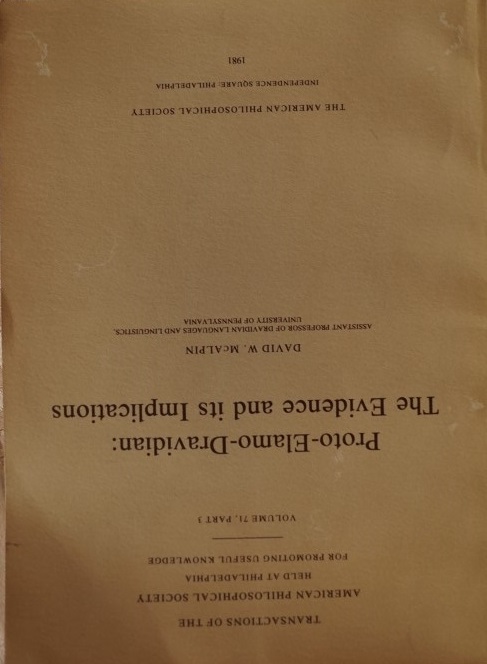 TRANSACTIONS OF THE
AMERICAN PHILOSOPHICAL SOCIETY
HELD AT PHILADELPHIA
FOR PROMOTING USEFUL KNOWLEDGE
VOLUME 71, PART 3
Proto-Elamo-Dravidian:
The Evidence and its Implications
DAVID W. McALPIN
ASSISTANT PROFESSOR OF DRAVIDIAN LANGUAGES AND LINGUISTICS,
UNIVERSITY OF PENNSYLVANIA
THE AMERICAN PHILOSOPHICAL SOCIETY
INDEPENDENCE SQUARE: PHILADELPHIA
1981